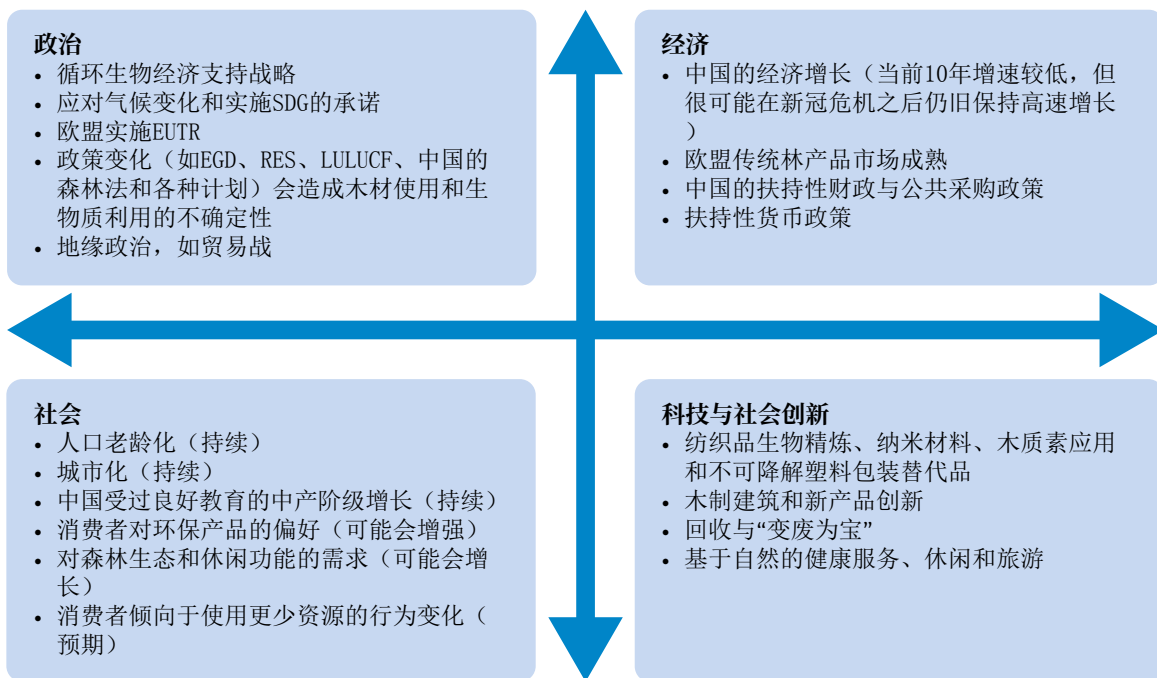 政治
• 循环生物经济支持战略
• 应对气候变化和实施SDG的承诺
• 欧盟实施EUTR
• 政策变化（如EGD、RES、LULUCF、中国的
森林法和各种计划）会造成木材使用和生
物质利用的不确定性
• 地缘政治，如贸易战
经济
• 中国的经济增长（当前10年增速较低，但
很可能在新冠危机之后仍旧保持高速增长
）
• 欧盟传统林产品市场成熟
• 中国的扶持性财政与公共采购政策
• 扶持性货币政策
社会
• 人口老龄化（持续）
• 城市化（持续）
• 中国受过良好教育的中产阶级增长（持续）
• 消费者对环保产品的偏好（可能会增强）
• 对森林生态和休闲功能的需求（可能会增
长）
• 消费者倾向于使用更少资源的行为变化（
预期）
科技与社会创新
• 纺织品生物精炼、纳米材料、木质素应用
和不可降解塑料包装替代品
• 木制建筑和新产品创新
• 回收与“变废为宝”
• 基于自然的健康服务、休闲和旅游